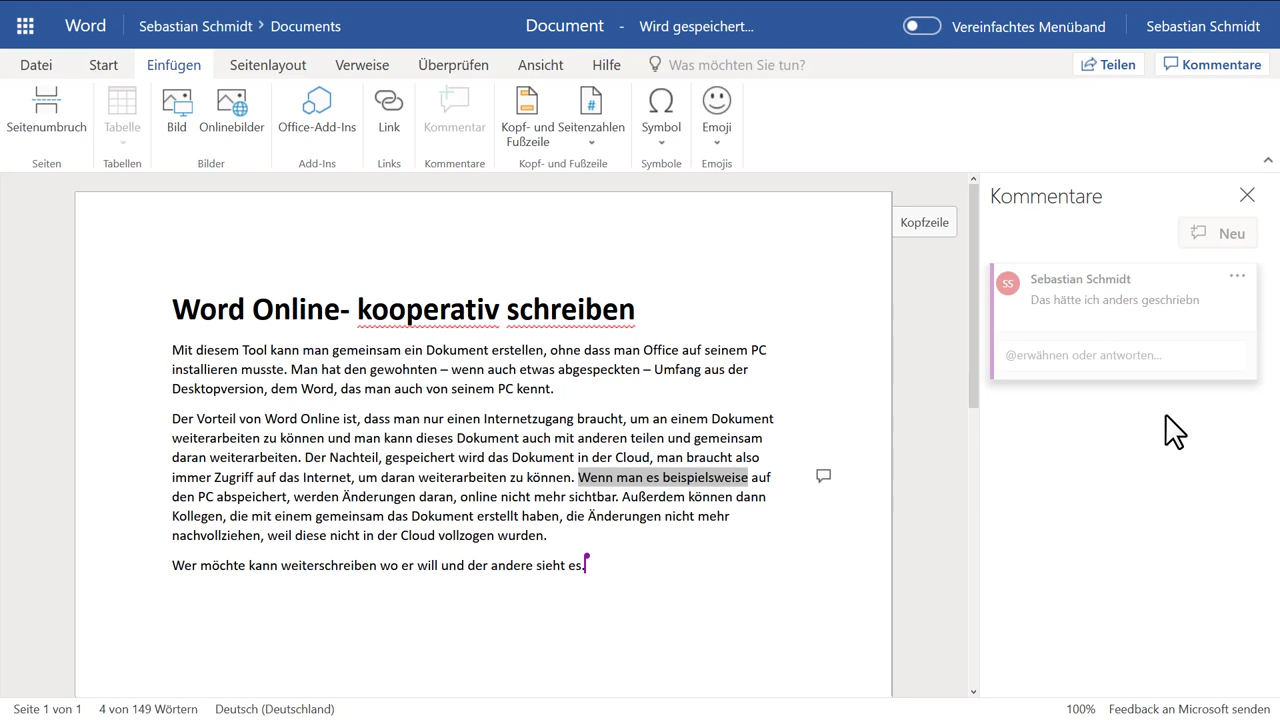 Word Sebastian Schmidt > Documents Document - Wird gespeichert... Vereinfachtes Menüband Sebastian Schmidt
Datei Start Einfügen Seitenlayout Verweise Überprüfen Ansicht Hilfe Was möchten Sie tun? Teilen Kommentare
Seitenumbruch Tabelle Bild Onlinebilder Office-Add-Ins Link Kommentar Kopf- und Fußzeile Seitenzahlen Symbol Emoji
Seiten Tabellen Bilder Add-Ins Links Kommentare Kopf- und Fußzeile Symbole Emojis
Kopfzeile
Word Online- kooperativ schreiben
Mit diesem Tool kann man gemeinsam ein Dokument erstellen, ohne dass man Office auf seinem PC
installieren musste. Man hat den gewohnten – wenn auch etwas abgespeckten – Umfang aus der
Desktopversion, dem Word, das man auch von seinem PC kennt.
Der Vorteil von Word Online ist, dass man nur einen Internetzugang braucht, um an einem Dokument
weiterarbeiten zu können und man kann dieses Dokument auch mit anderen teilen und gemeinsam
daran weiterarbeiten. Der Nachteil, gespeichert wird das Dokument in der Cloud, man braucht also
immer Zugriff auf das Internet, um daran weiterarbeiten zu können. Wenn man es beispielsweise auf
den PC abspeichert, werden Änderungen daran, online nicht mehr sichtbar. Außerdem können dann
Kollegen, die mit einem gemeinsam das Dokument erstellt haben, die Änderungen nicht mehr
nachvollziehen, weil diese nicht in der Cloud vollzogen wurden.
Wer möchte kann weiterschreiben wo er will und der andere sieht es.
Kommentare
Neu
SS Sebastian Schmidt
Das hätte ich anders geschriebn
@erwähnen oder antworten...
Seite 1 von 1 4 von 149 Wörtern Deutsch (Deutschland) 100% Feedback an Microsoft senden